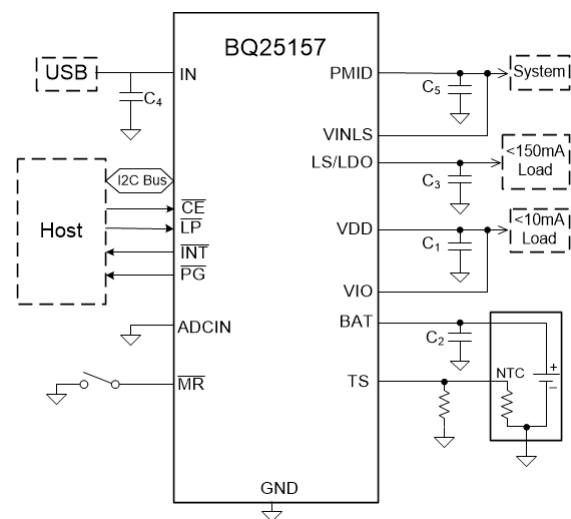 BQ25157
USB
IN
C4
I2C Bus
Host
CE
LP
INT
PG
ADCIN
MR
PMID
C5
System
VINLS
LS/LDO
C3
<150mA
Load
VDD
C1
<10mA
Load
VIO
BAT
C2
+
−
TS
NTC
GND